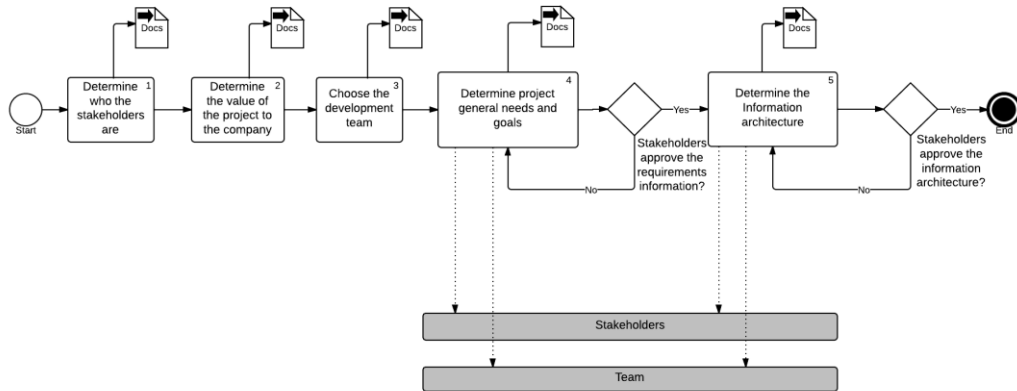 Docs
Docs
Docs
Docs
Docs
Start
Determine
who the
stakeholders
are
1
Determine
the value of
the project to
the company
2
Choose the
development
team
3
Determine project
general needs and
goals
4
Yes
No
Stakeholders
approve the
requirements
information?
Determine the
Information
architecture
5
Yes
No
Stakeholders
approve the
information
architecture?
End
Stakeholders
Team